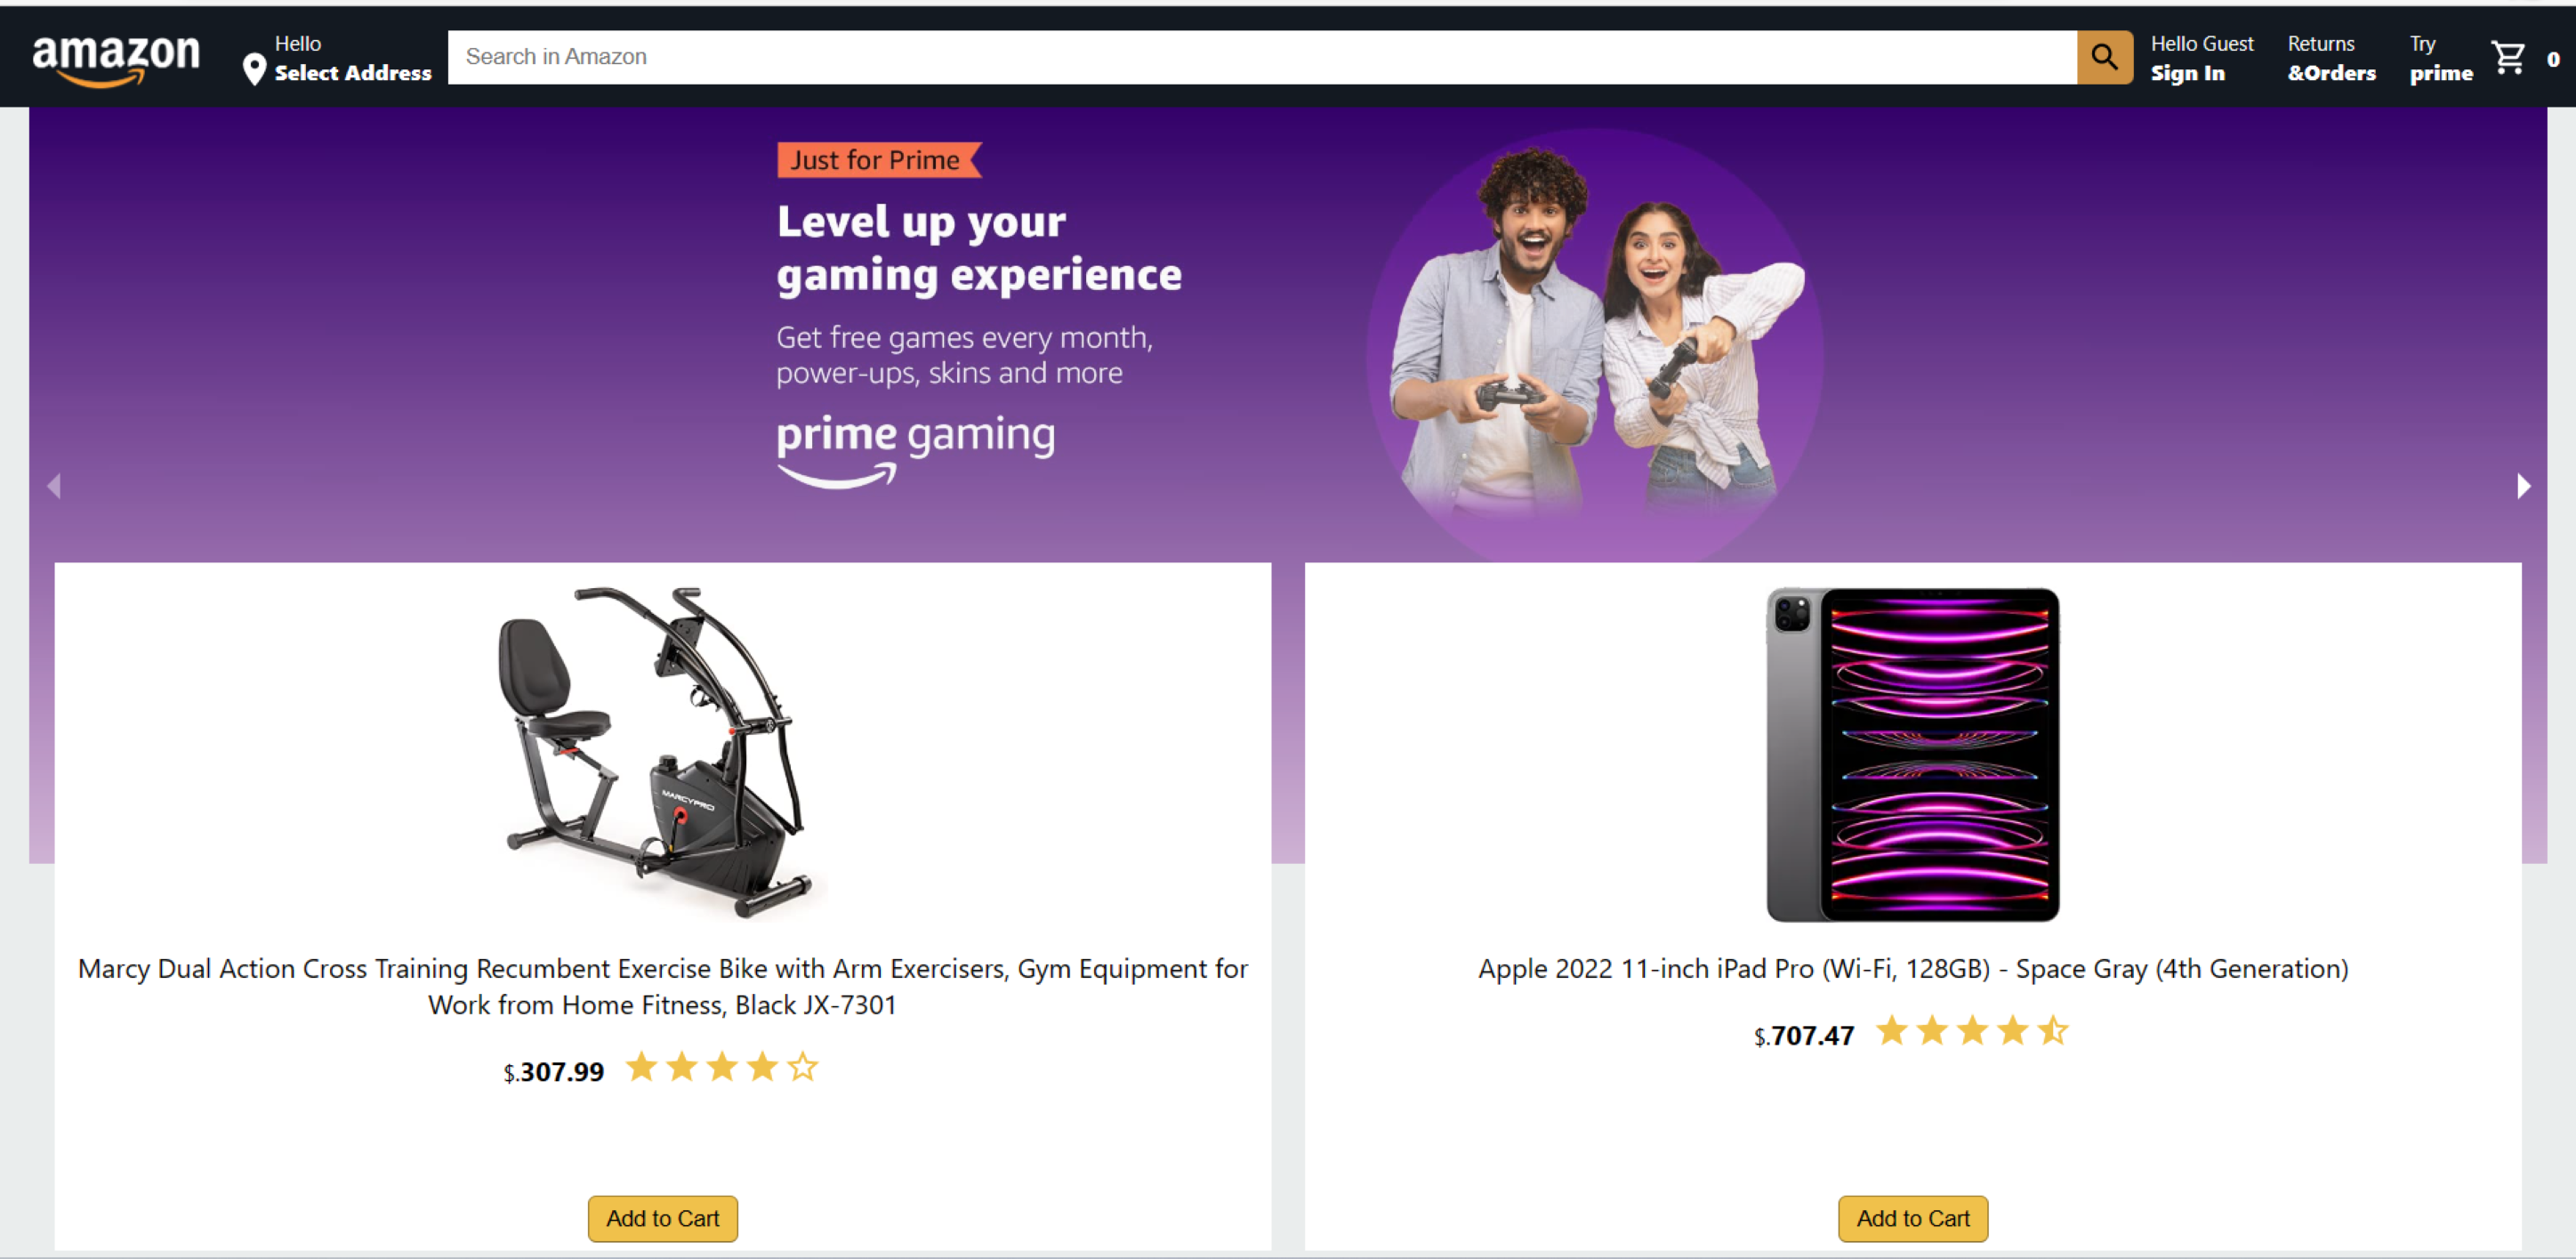 amazon
Hello
Select Address
Search in Amazon
Hello Guest
Sign In
Returns
&Orders
Try
prime
0
Just for Prime
Level up your
gaming experience
Get free games every month,
power-ups, skins and more
prime gaming
MARCYPRO
Marcy Dual Action Cross Training Recumbent Exercise Bike with Arm Exercisers, Gym Equipment for
Work from Home Fitness, Black JX-7301
$.307.99
Add to Cart
Apple 2022 11-inch iPad Pro (Wi-Fi, 128GB) - Space Gray (4th Generation)
$.707.47
Add to Cart